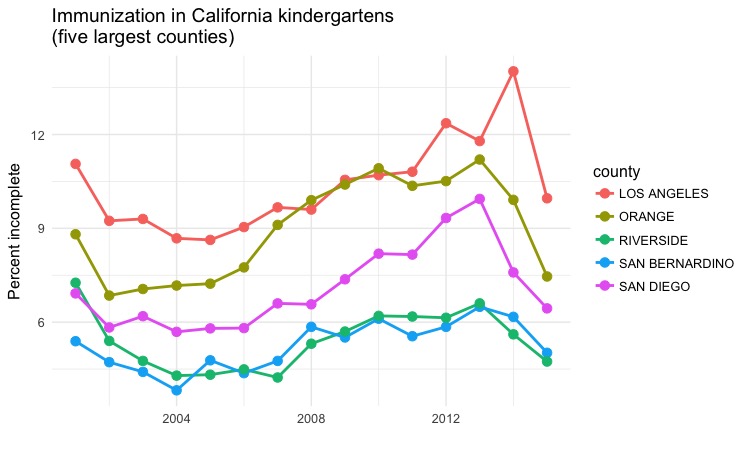 Immunization in California kindergartens
(five largest counties)
Percent incomplete
12
9
6
2004
2008
2012
county
LOS ANGELES
ORANGE
RIVERSIDE
SAN BERNARDINO
SAN DIEGO